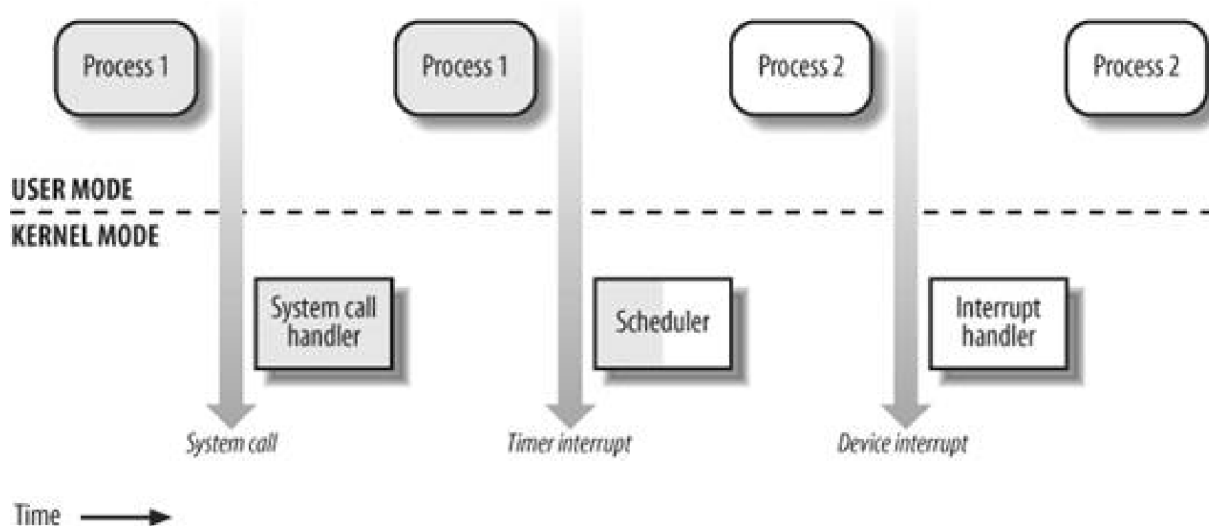 Process 1
Process 1
Process 2
Process 2
USER MODE
KERNEL MODE
System call
handler
Scheduler
Interrupt
handler
System call
Timer interrupt
Device interrupt
Time